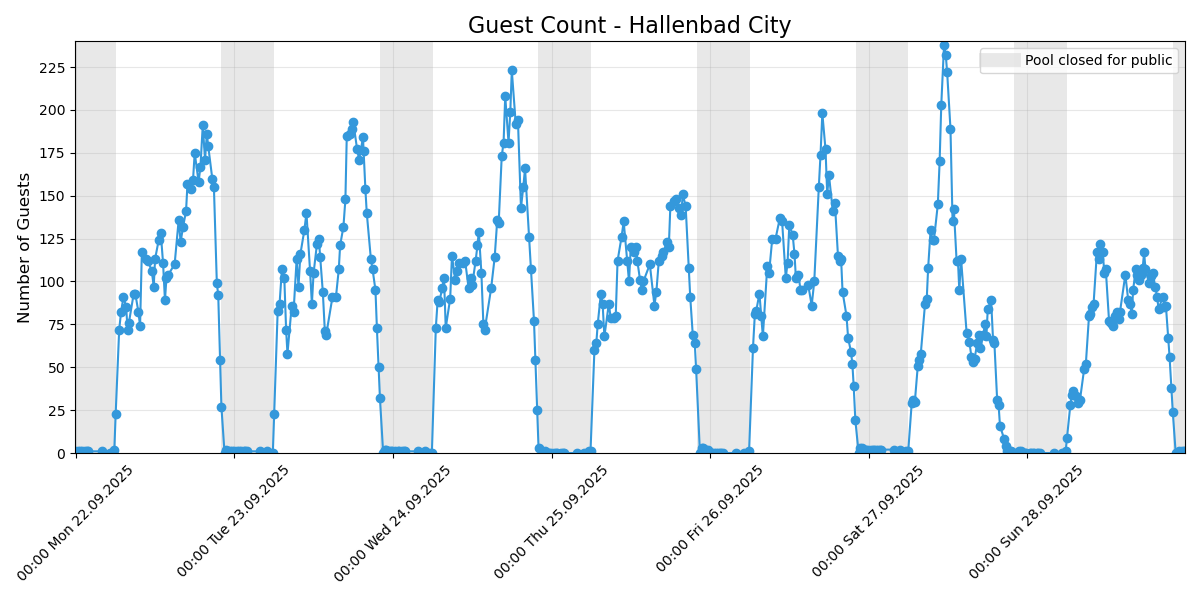 Guest Count - Hallenbad City
Pool closed for public
Number of Guests
225
200
175
150
125
100
75
50
25
0
00:00 Mon 22.09.2025
00:00 Tue 23.09.2025
00:00 Wed 24.09.2025
00:00 Thu 25.09.2025
00:00 Fri 26.09.2025
00:00 Sat 27.09.2025
00:00 Sun 28.09.2025